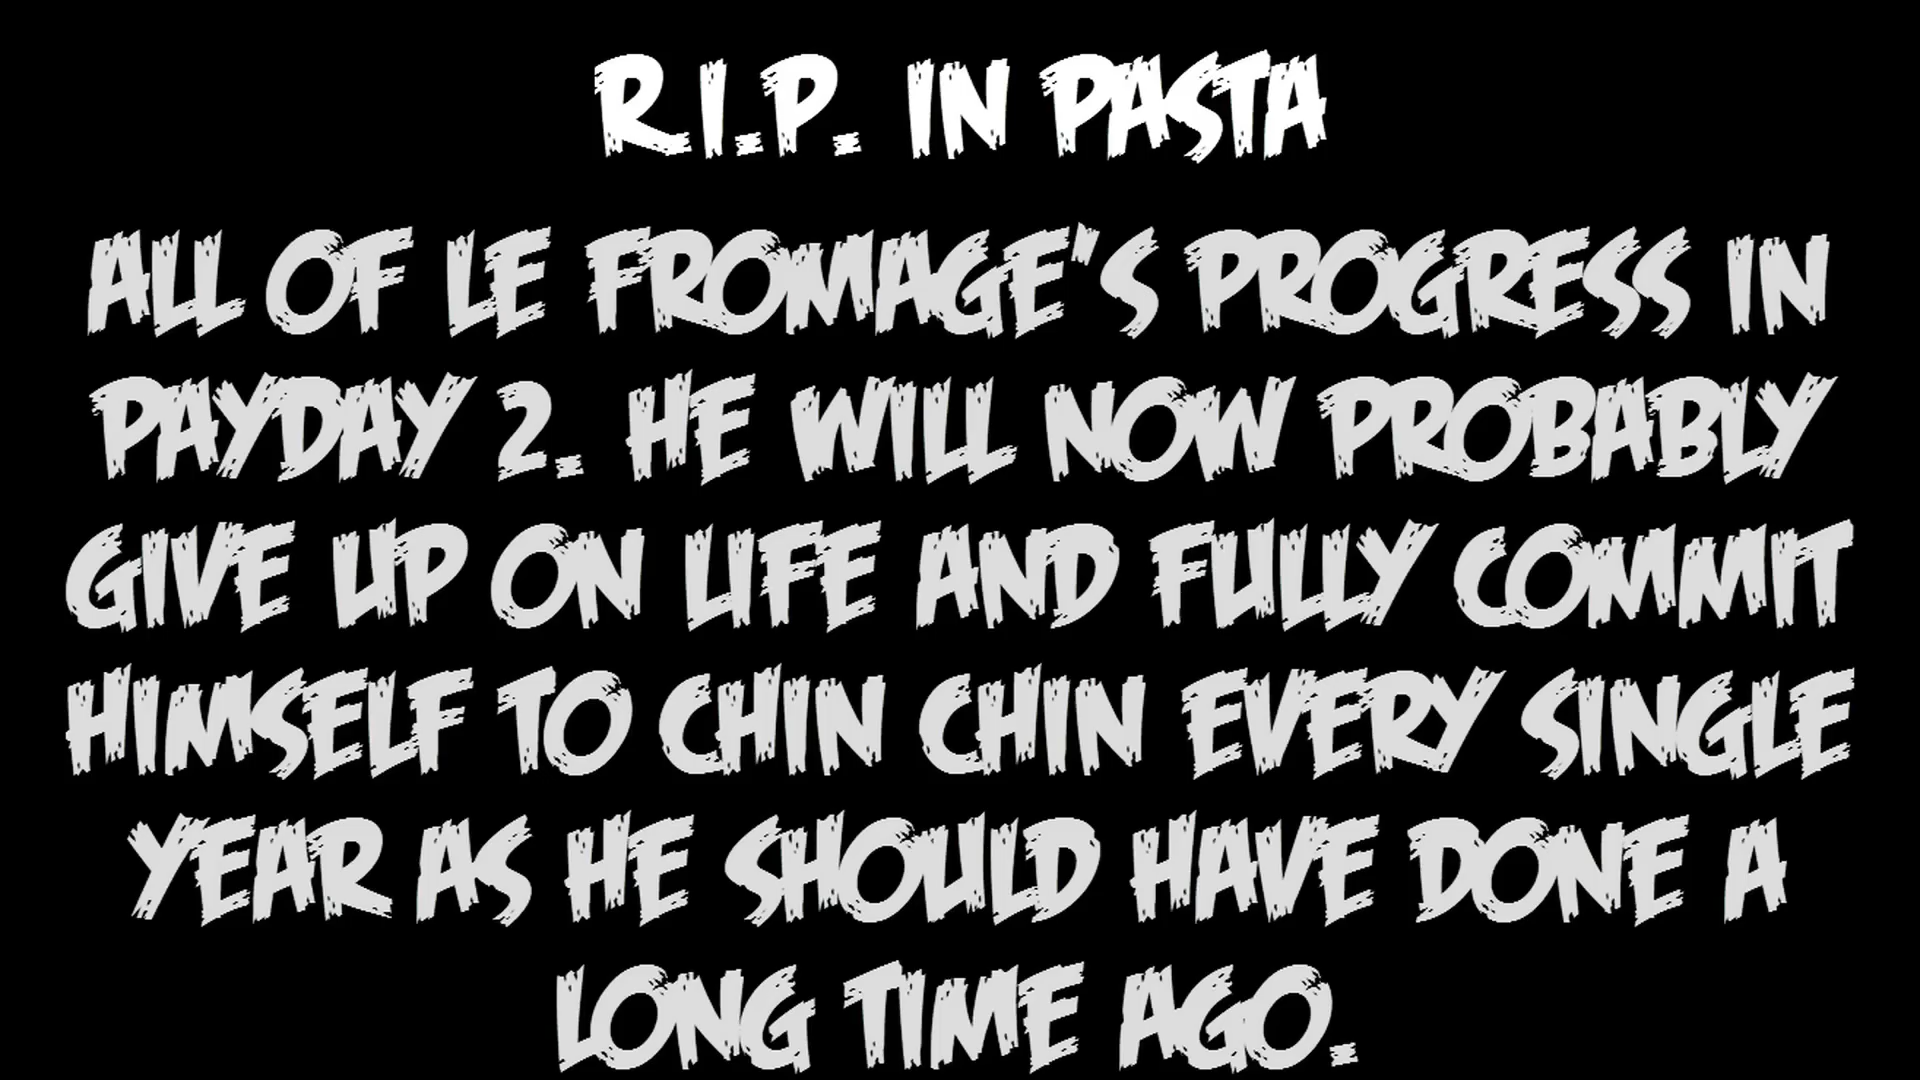 R.I.P. IN PASTA
ALL OF LE FROMAGE'S PROGRESS IN
PAYDAY 2. HE WILL NOW PROBABLY
GIVE UP ON LIFE AND FULLY COMMIT
HIMSELF TO CHIN CHIN EVERY SINGLE
YEAR AS HE SHOULD HAVE DONE A
LONG TIME AGO.